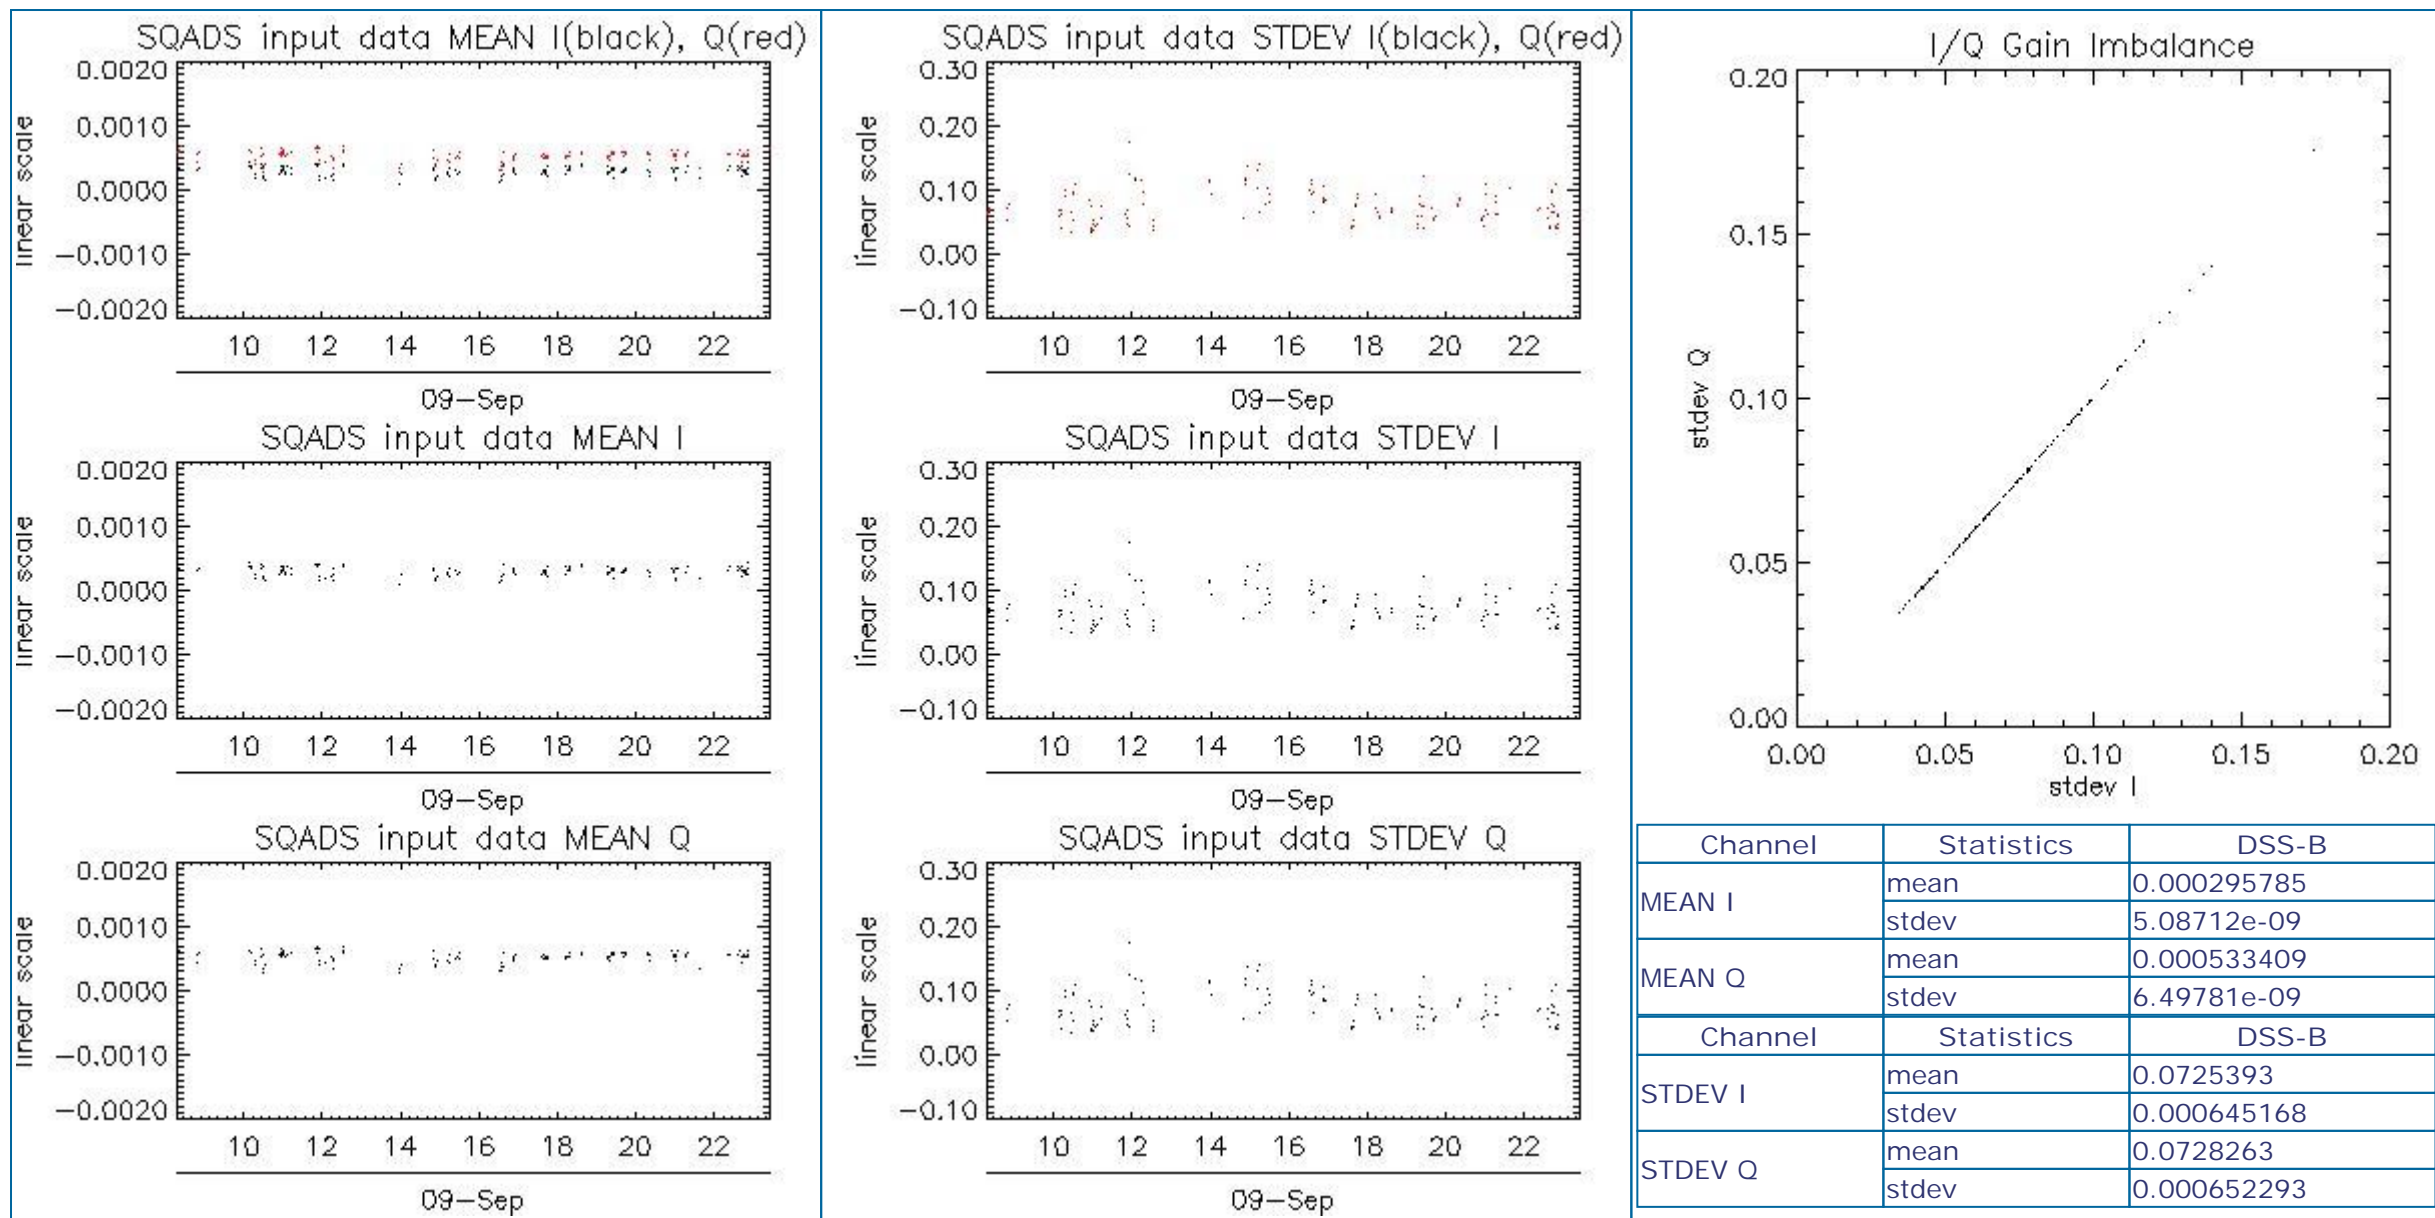 SQADS input data MEAN I(black), Q(red)
linear scale
0.0020
0.0010
0.0000
−0.0010
−0.0020
10 12 14 16 18 20 22
09−Sep
SQADS input data MEAN I
linear scale
0.0020
0.0010
0.0000
−0.0010
−0.0020
10 12 14 16 18 20 22
09−Sep
SQADS input data MEAN Q
linear scale
0.0020
0.0010
0.0000
−0.0010
−0.0020
10 12 14 16 18 20 22
09−Sep
SQADS input data STDEV I(black), Q(red)
linear scale
0.30
0.20
0.10
0.00
−0.10
10 12 14 16 18 20 22
09−Sep
SQADS input data STDEV I
linear scale
0.30
0.20
0.10
0.00
−0.10
10 12 14 16 18 20 22
09−Sep
SQADS input data STDEV Q
linear scale
0.30
0.20
0.10
0.00
−0.10
10 12 14 16 18 20 22
09−Sep
I/Q Gain Imbalance
stdev Q
0.20
0.15
0.10
0.05
0.00
0.00 0.05 0.10 0.15 0.20
stdev I
Channel Statistics DSS-B
MEAN I mean 0.000295785
stdev 5.08712e-09
MEAN Q mean 0.000533409
stdev 6.49781e-09
Channel Statistics DSS-B
STDEV I mean 0.0725393
stdev 0.000645168
STDEV Q mean 0.0728263
stdev 0.000652293